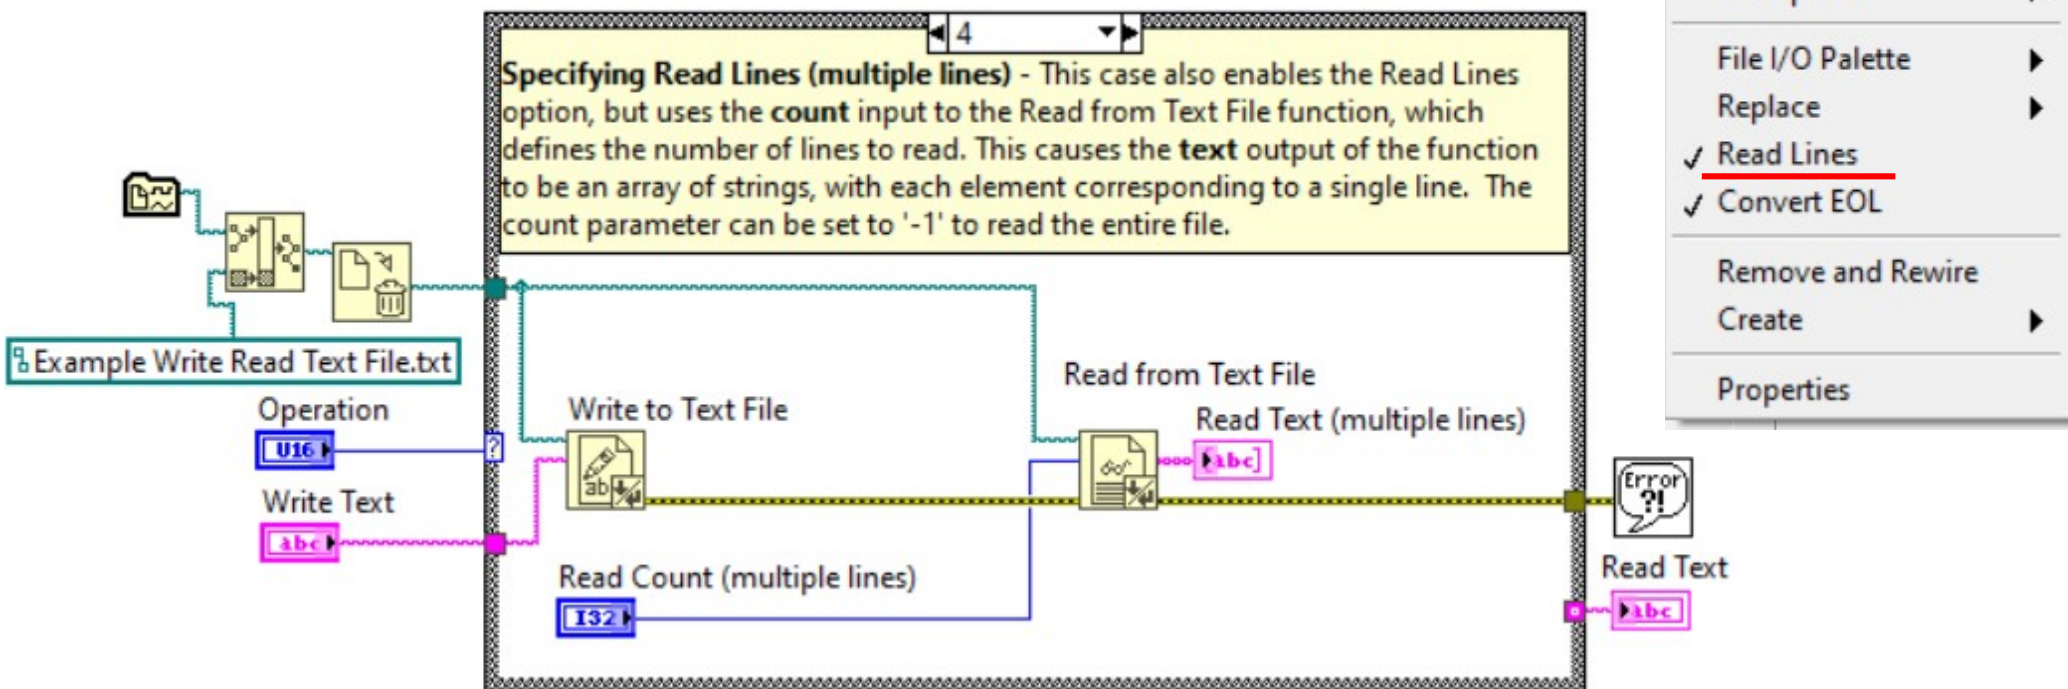 4
Specifying Read Lines (multiple lines) - This case also enables the Read Lines
option, but uses the count input to the Read from Text File function, which
defines the number of lines to read. This causes the text output of the function
to be an array of strings, with each element corresponding to a single line. The
count parameter can be set to '-1' to read the entire file.
Example Write Read Text File.txt
Operation
U16
?
Write Text
abc
Write to Text File
ab
Read from Text File
Read Text (multiple lines)
abc
Read Count (multiple lines)
I32
Error
?!
Read Text
abc
File I/O Palette
Replace
Read Lines
Convert EOL
Remove and Rewire
Create
Properties